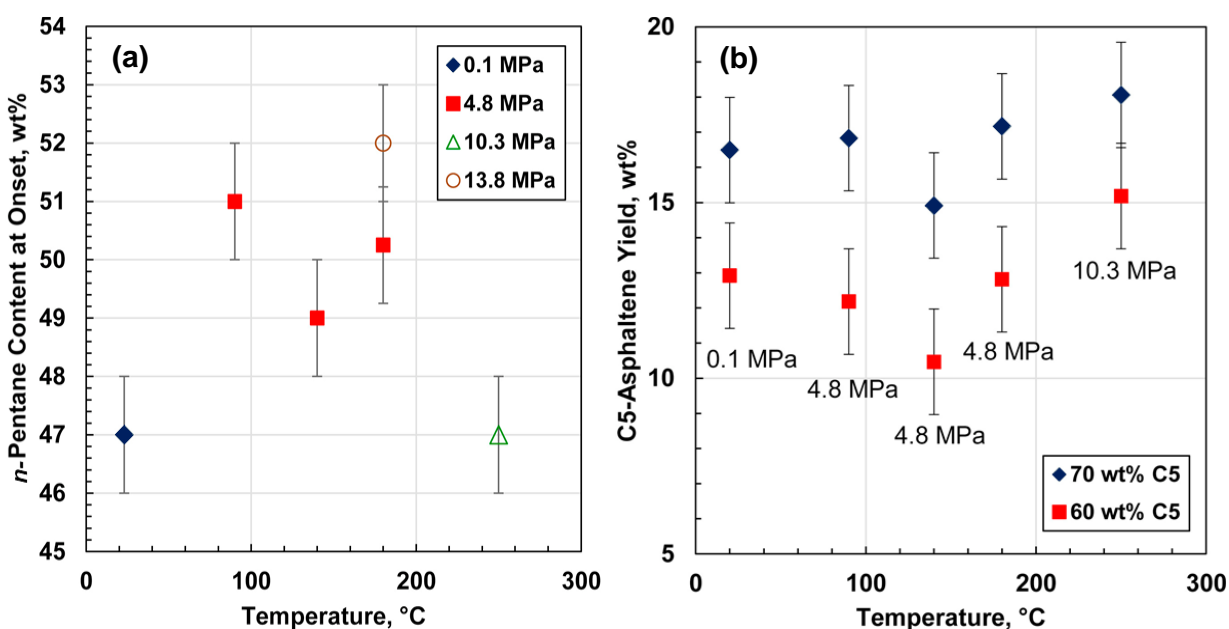 (a)
n-Pentane Content at Onset, wt%
54
53
52
51
50
49
48
47
46
45
0 100 200 300
Temperature, °C
0.1 MPa
4.8 MPa
10.3 MPa
13.8 MPa
(b)
C5-Asphaltene Yield, wt%
20
15
10
5
0 100 200 300
Temperature, °C
0.1 MPa
4.8 MPa
4.8 MPa
4.8 MPa
10.3 MPa
70 wt% C5
60 wt% C5